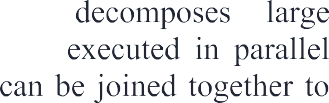 decomposes large
executed in parallel
can be joined together to